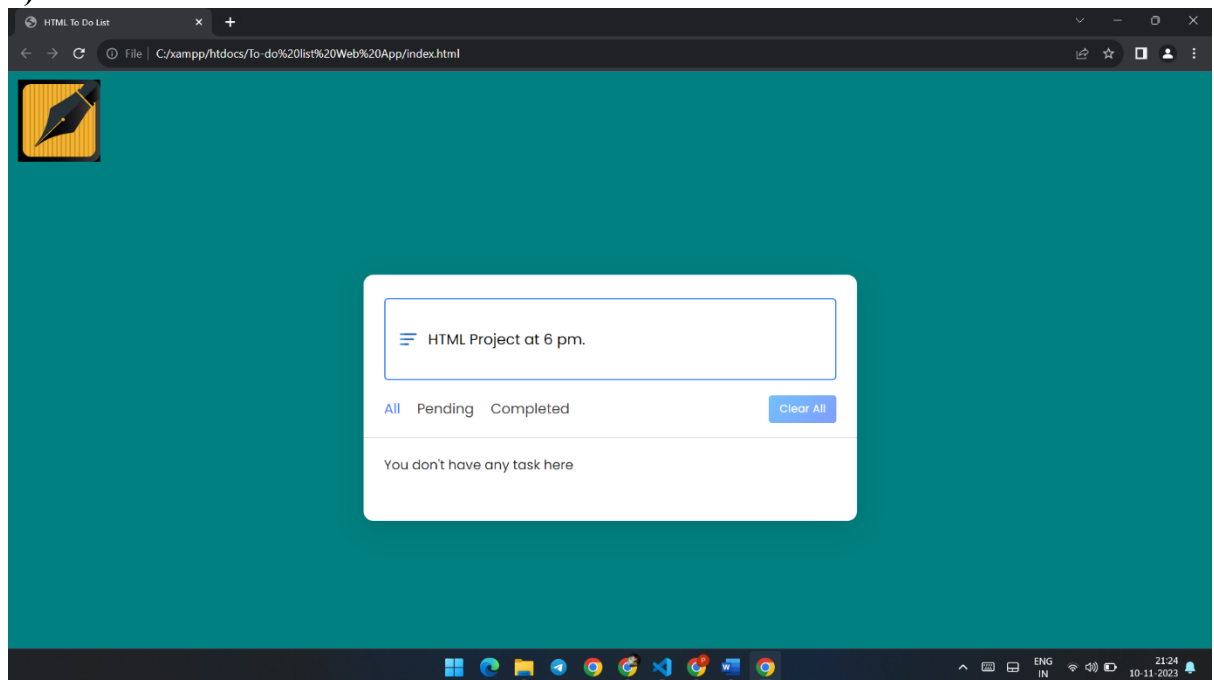 )
HTML To Do List
File | C:/xampp/htdocs/To-do%20list%20Web%20App/index.html
HTML Project at 6 pm.
All Pending Completed Clear All
You don't have any task here
ENG 21:24
IN 10-11-2023